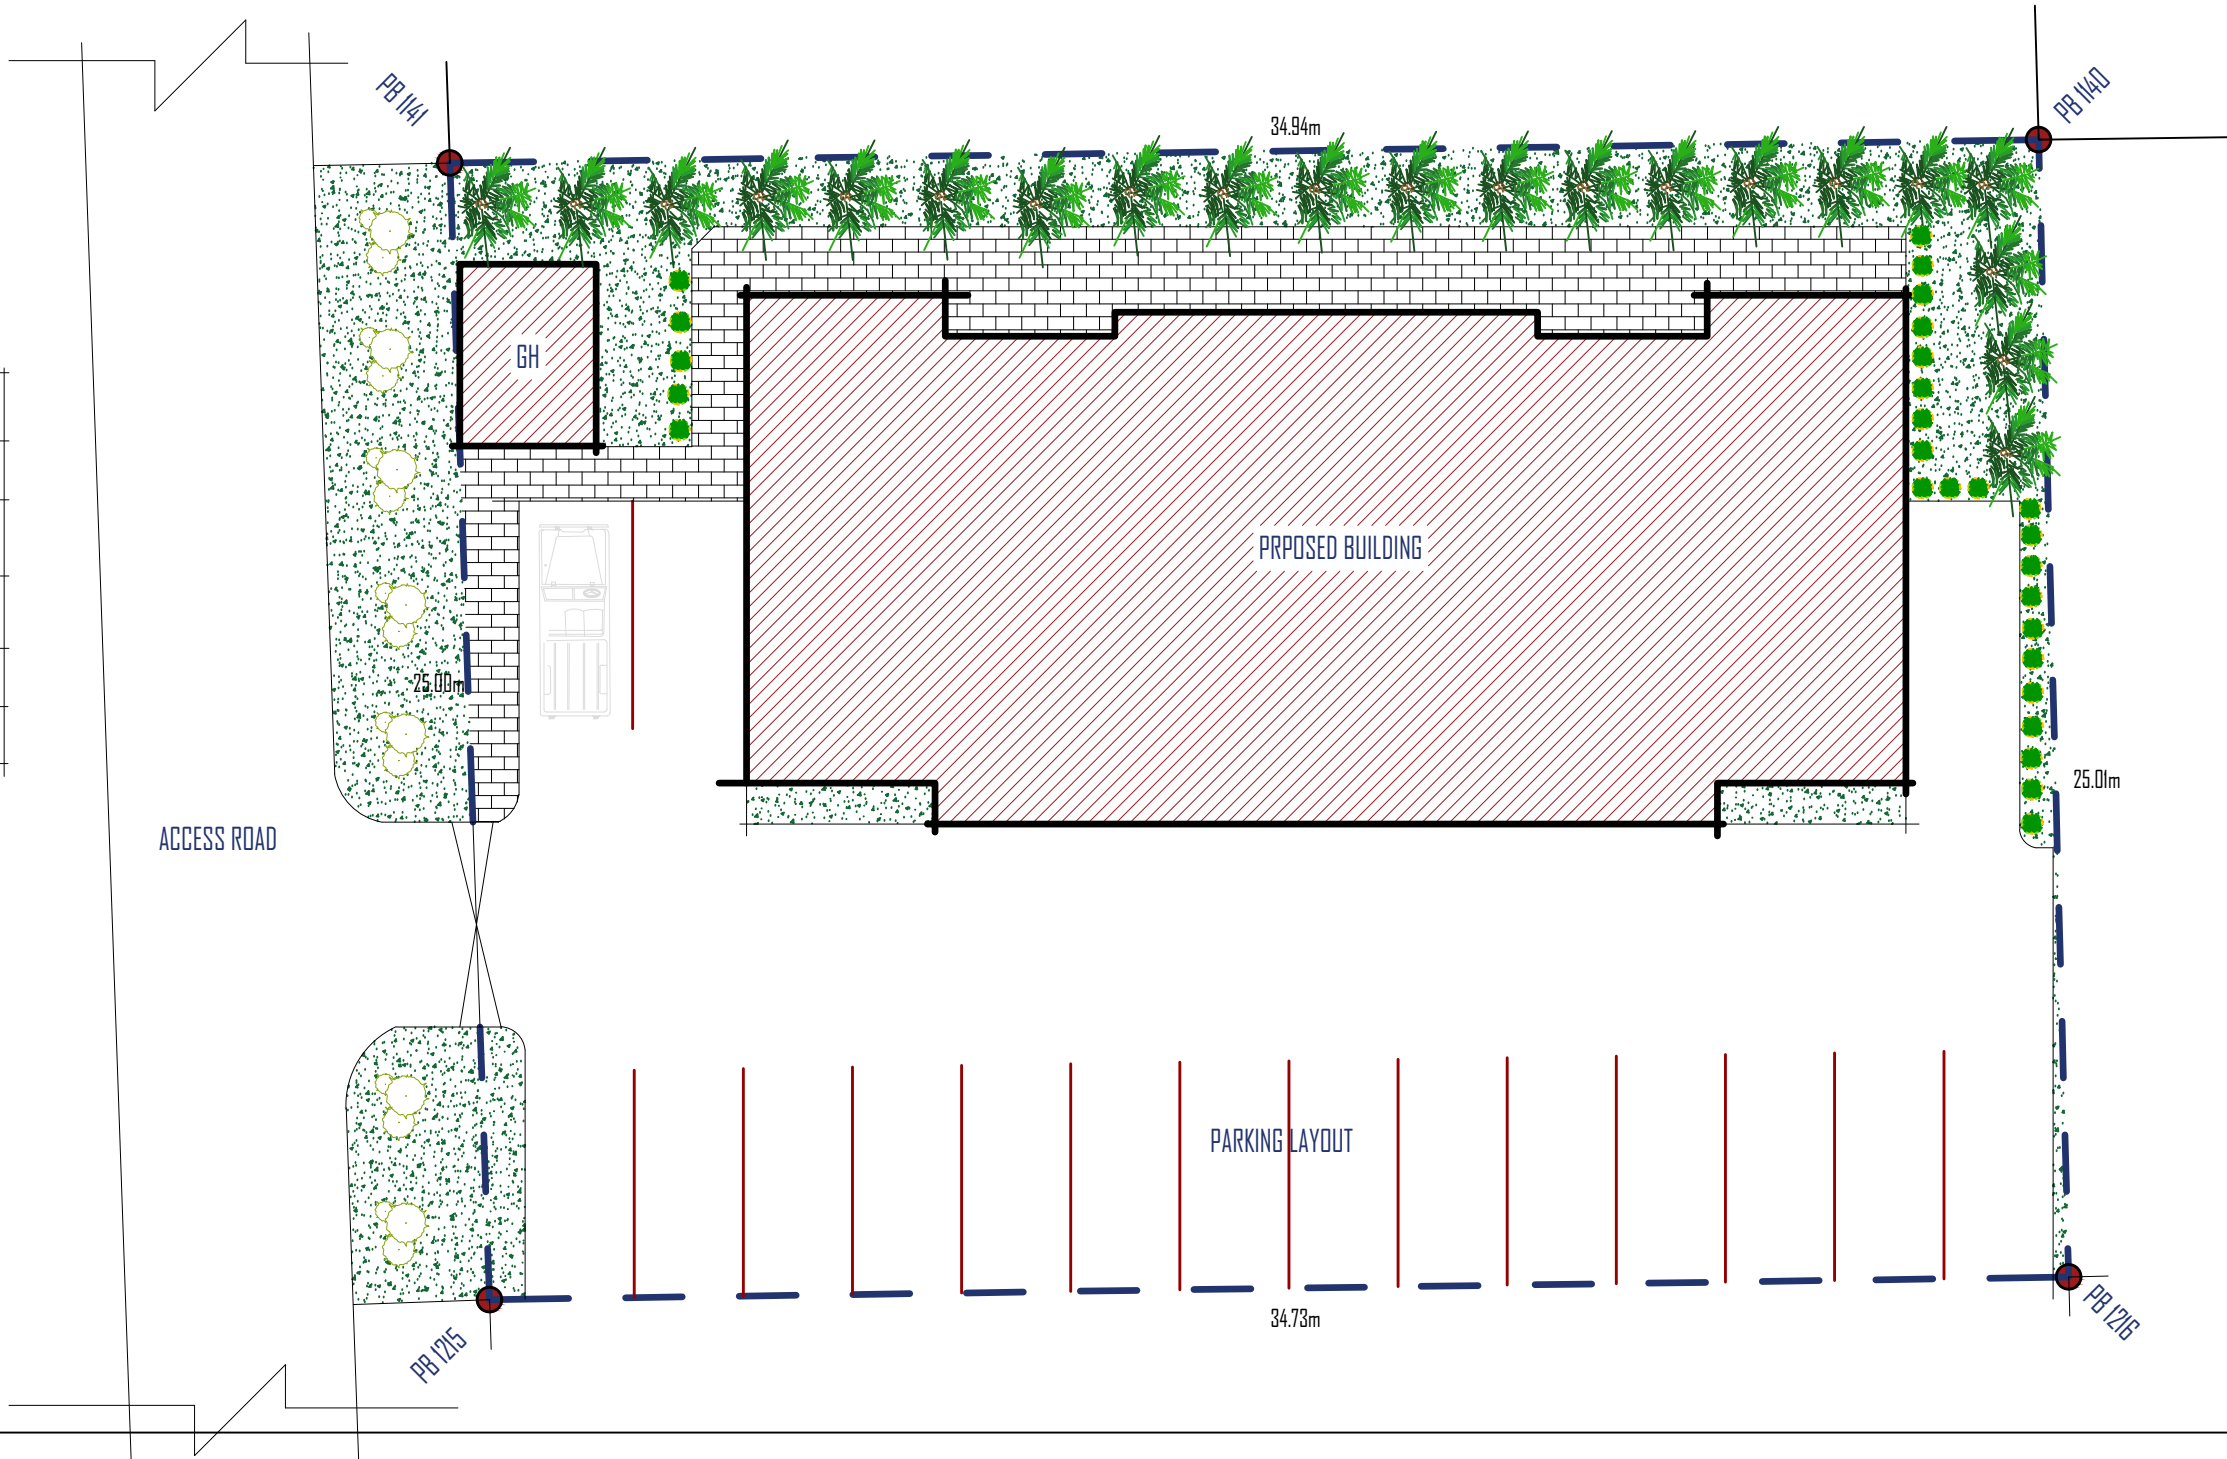 PB 1141
34.94m
PB 1140
GH
PRPOSED BUILDING
25.00m
25.01m
ACCESS ROAD
PARKING LAYOUT
34.73m
PB 1215
PB 1216